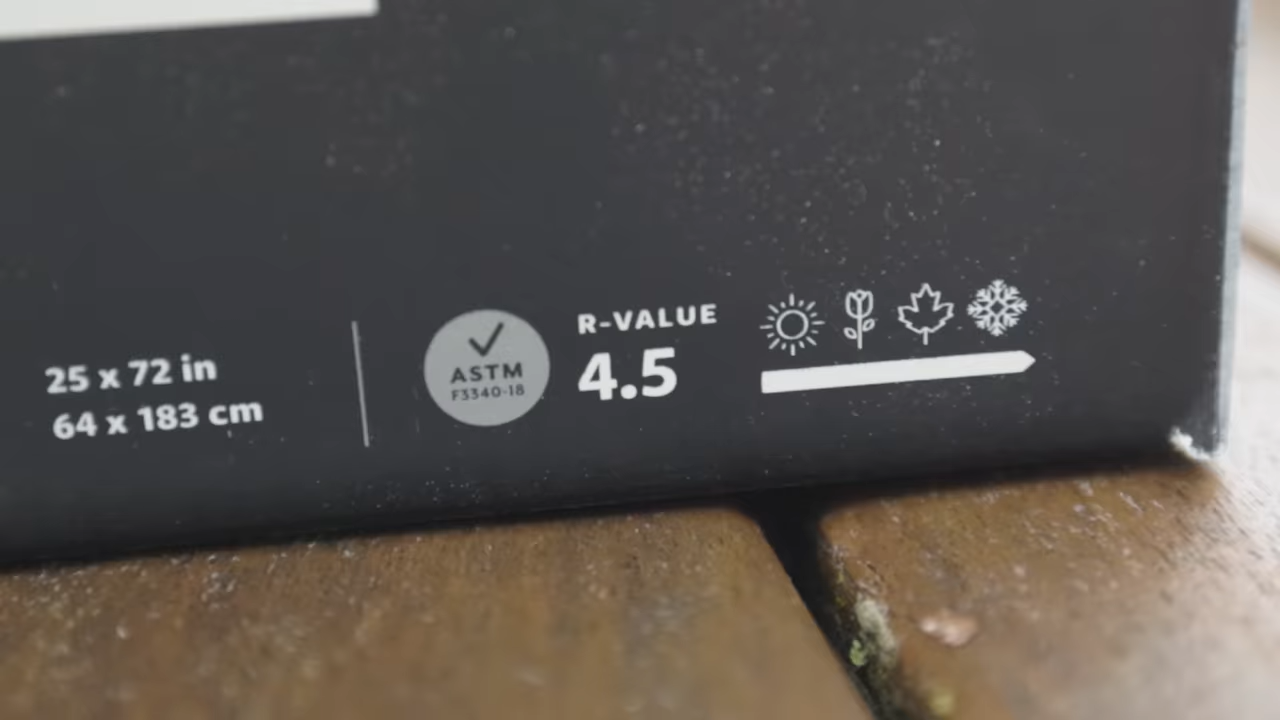 25 x 72 in
64 x 183 cm
ASTM
F3340-18
R-VALUE
4.5